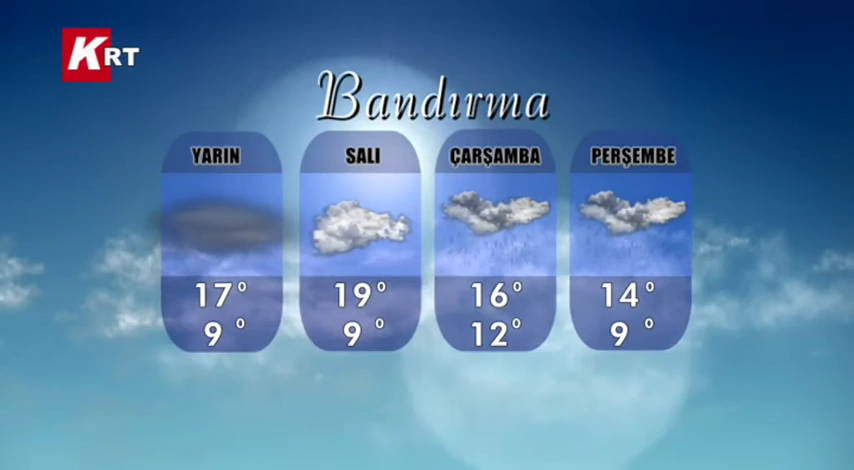 KRT
Bandırma
YARIN SALI ÇARŞAMBA PERŞEMBE
17° 19° 16° 14°
9° 9° 12° 9°